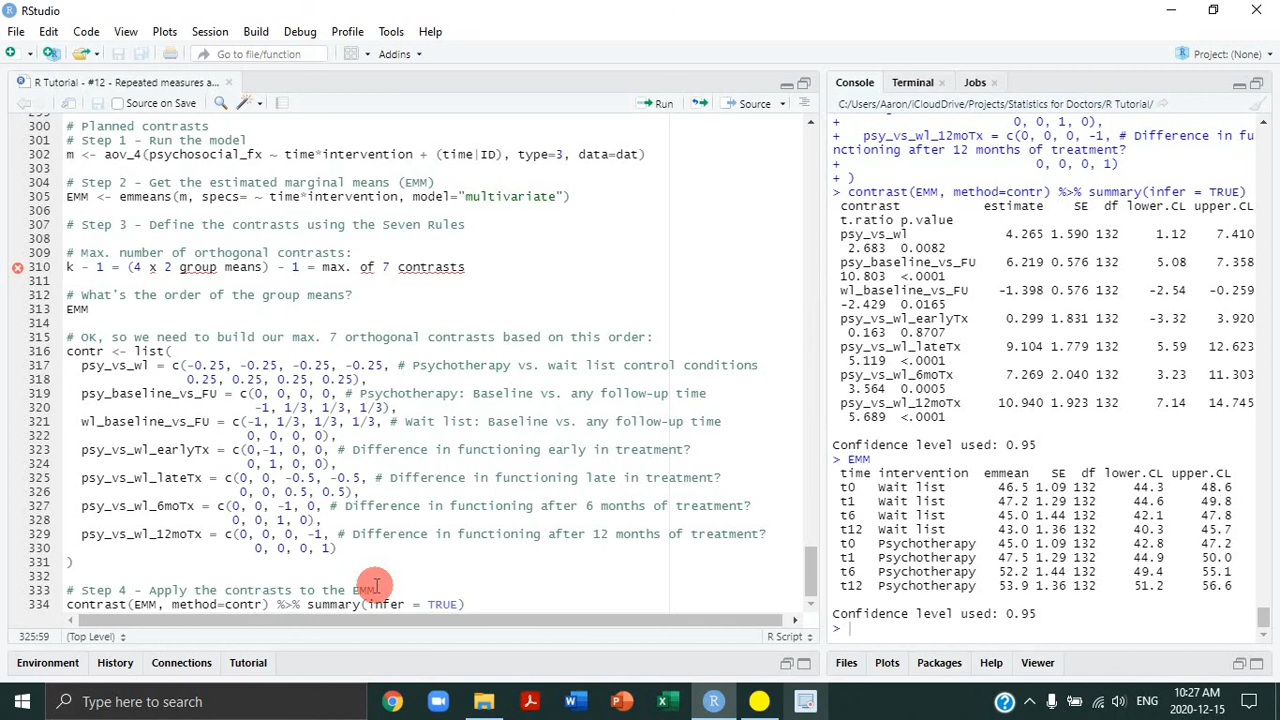 RStudio
File Edit Code View Plots Session Build Debug Profile Tools Help
Go to file/function Addins Project: (None)
R Tutorial - #12 - Repeated measures a...
Source on Save Run Source
300 # Planned contrasts
301 # Step 1 - Run the model
302 m <- aov_4(psychosocial_fx ~ time*intervention + (time|ID), type=3, data=dat)
303
304 # Step 2 - Get the estimated marginal means (EMM)
305 EMM <- emmeans(m, specs= ~ time*intervention, model="multivariate")
306
307 # Step 3 - Define the contrasts using the Seven Rules
308
309 # Max. number of orthogonal contrasts:
310 k - 1 = (4 x 2 group means) - 1 = max. of 7 contrasts
311
312 # What's the order of the group means?
313 EMM
314
315 # OK, so we need to build our max. 7 orthogonal contrasts based on this order:
316 contr <- list(
317 psy_vs_wl = c(-0.25, -0.25, -0.25, -0.25, # Psychotherapy vs. wait list control conditions
318 0.25, 0.25, 0.25, 0.25),
319 psy_baseline_vs_FU = c(0, 0, 0, 0, # Psychotherapy: Baseline vs. any follow-up time
320 -1, 1/3, 1/3, 1/3),
321 wl_baseline_vs_FU = c(-1, 1/3, 1/3, 1/3, # Wait list: Baseline vs. any follow-up time
322 0, 0, 0, 0),
323 psy_vs_wl_earlyTx = c(0,-1, 0, 0, # Difference in functioning early in treatment?
324 0, 1, 0, 0),
325 psy_vs_wl_lateTx = c(0, 0, -0.5, -0.5, # Difference in functioning late in treatment?
326 0, 0, 0.5, 0.5),
327 psy_vs_wl_6moTx = c(0, 0, -1, 0, # Difference in functioning after 6 months of treatment?
328 0, 0, 1, 0),
329 psy_vs_wl_12moTx = c(0, 0, 0, -1, # Difference in functioning after 12 months of treatment?
330 0, 0, 0, 1)
331 )
332
333 # Step 4 - Apply the contrasts to the EMM
334 contrast(EMM, method=contr) %>% summary(infer = TRUE)
325:59 (Top Level) R Script
Environment History Connections Tutorial
Console Terminal Jobs
C:/Users/Aaron/iCloudDrive/Projects/Statistics for Doctors/R Tutorial/
+ 0, 0, 1, 0),
+ psy_vs_wl_12moTx = c(0, 0, 0, -1, # Difference in fu
nctioning after 12 months of treatment?
+ 0, 0, 0, 1)
+ )
> contrast(EMM, method=contr) %>% summary(infer = TRUE)
contrast estimate SE df lower.CL upper.CL
t.ratio p.value
psy_vs_wl 4.265 1.590 132 1.12 7.410
2.683 0.0082
psy_baseline_vs_FU 6.219 0.576 132 5.08 7.358
10.803 <.0001
wl_baseline_vs_FU -1.398 0.576 132 -2.54 -0.259
-2.429 0.0165
psy_vs_wl_earlyTx 0.299 1.831 132 -3.32 3.920
0.163 0.8707
psy_vs_wl_lateTx 9.104 1.779 132 5.59 12.623
5.119 <.0001
psy_vs_wl_6moTx 7.269 2.040 132 3.23 11.303
3.564 0.0005
psy_vs_wl_12moTx 10.940 1.923 132 7.14 14.745
5.689 <.0001
Confidence level used: 0.95
> EMM
time intervention emmean SE df lower.CL upper.CL
t0 Wait list 46.5 1.09 132 44.3 48.6
t1 Wait list 47.2 1.29 132 44.6 49.8
t6 Wait list 45.0 1.44 132 42.1 47.8
t12 Wait list 43.0 1.36 132 40.3 45.7
t0 Psychotherapy 45.0 1.09 132 42.8 47.2
t1 Psychotherapy 47.5 1.29 132 44.9 50.0
t6 Psychotherapy 52.2 1.44 132 49.4 55.1
t12 Psychotherapy 53.9 1.36 132 51.2 56.6
Confidence level used: 0.95
>
Files Plots Packages Help Viewer
Type here to search
ENG 10:27 AM
2020-12-15